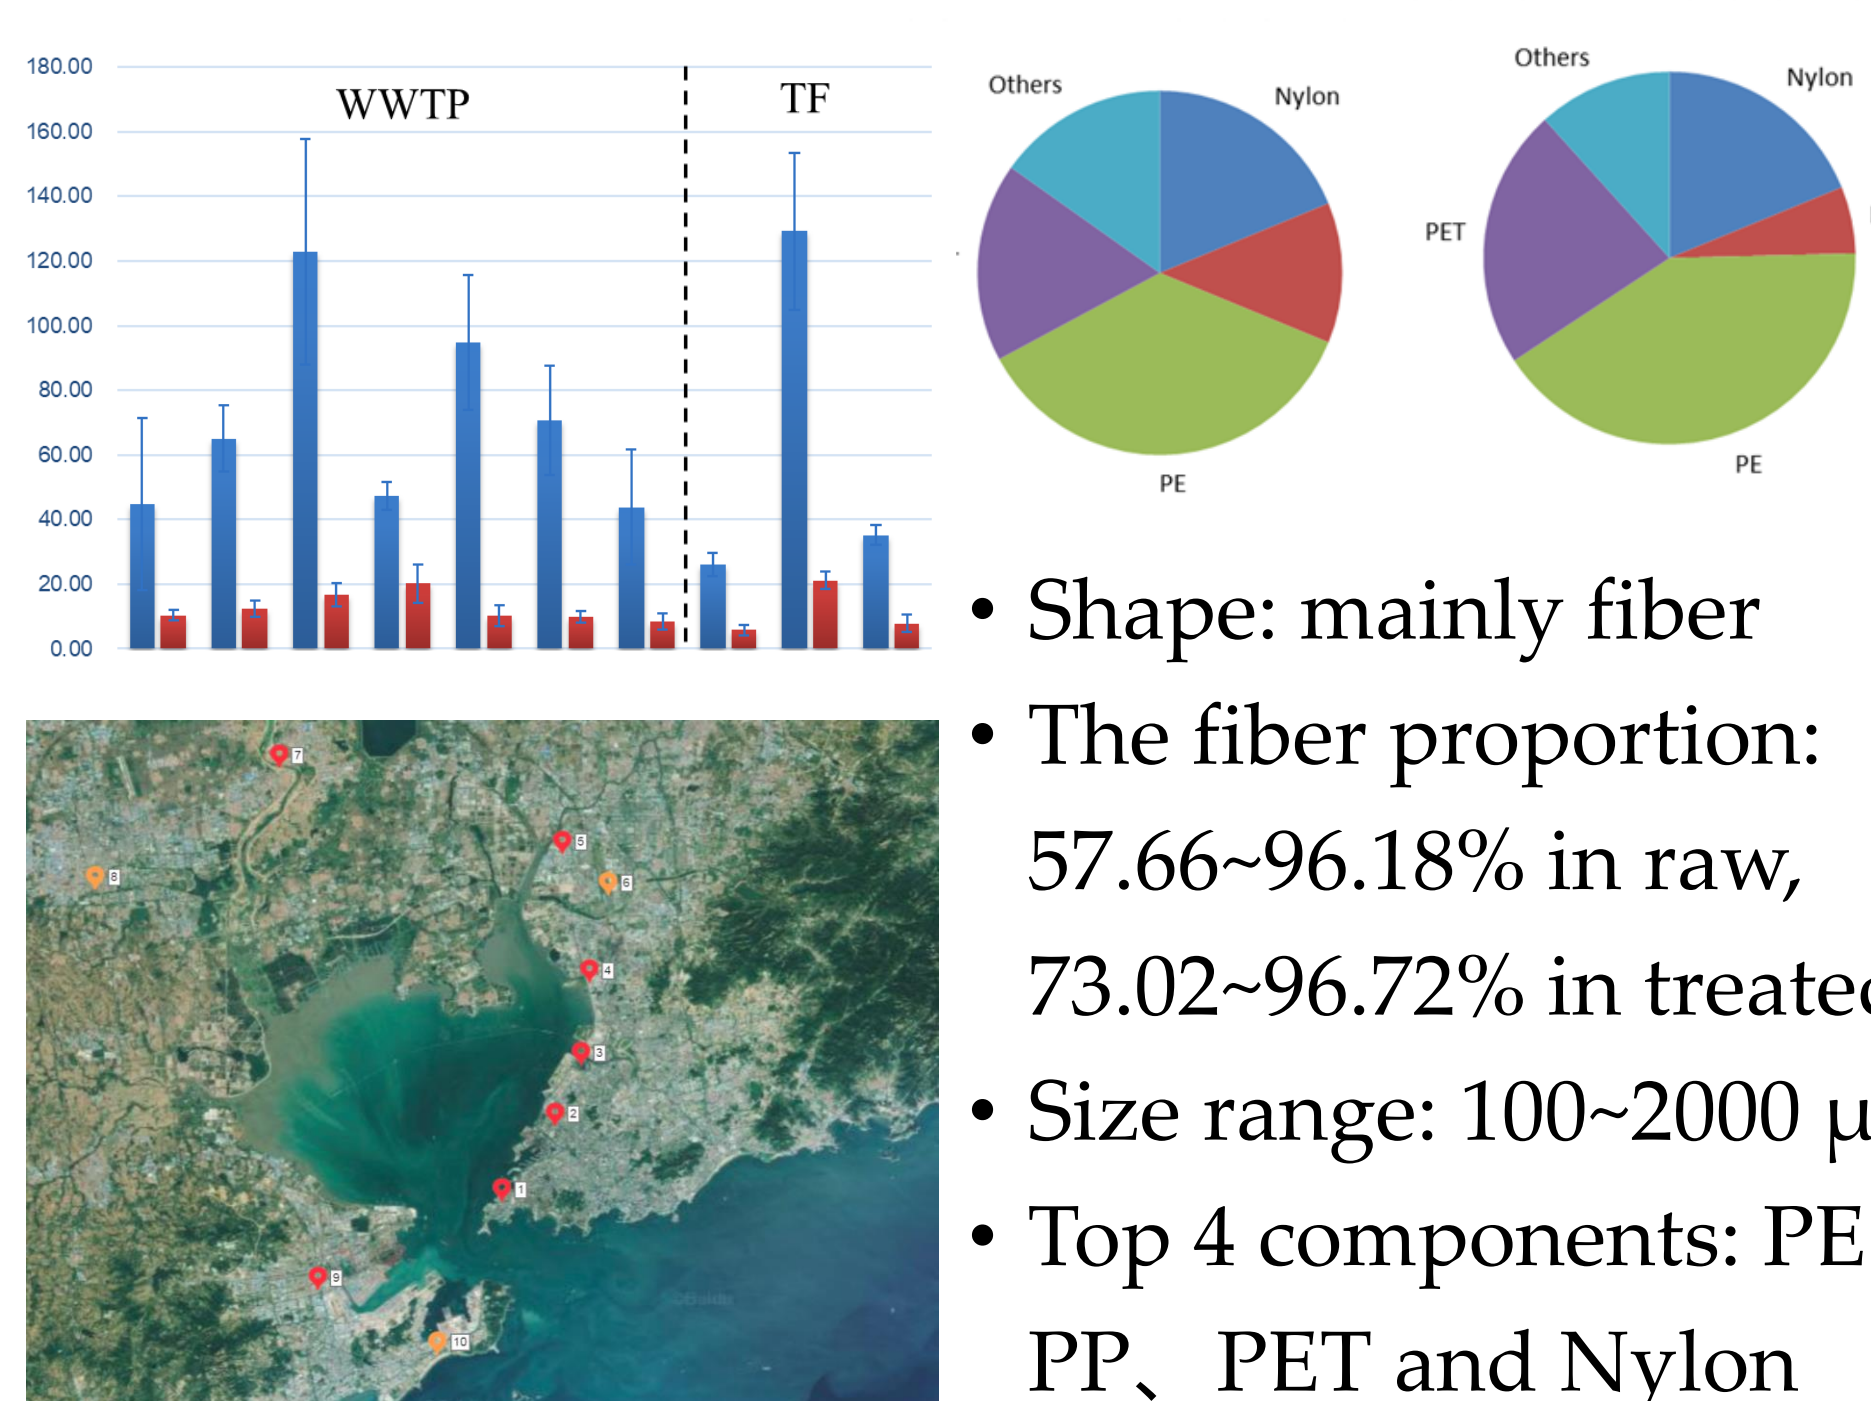 180.00
160.00
140.00
120.00
100.00
80.00
60.00
40.00
20.00
0.00
WWTP
TF
Others
Nylon
PE
Others
Nylon
PET
PE
7
5
8
6
4
3
2
1
9
10
• Shape: mainly fiber
• The fiber proportion:
57.66~96.18% in raw,
73.02~96.72% in treated
• Size range: 100~2000 μ
• Top 4 components: PE
PP、PET and Nylon